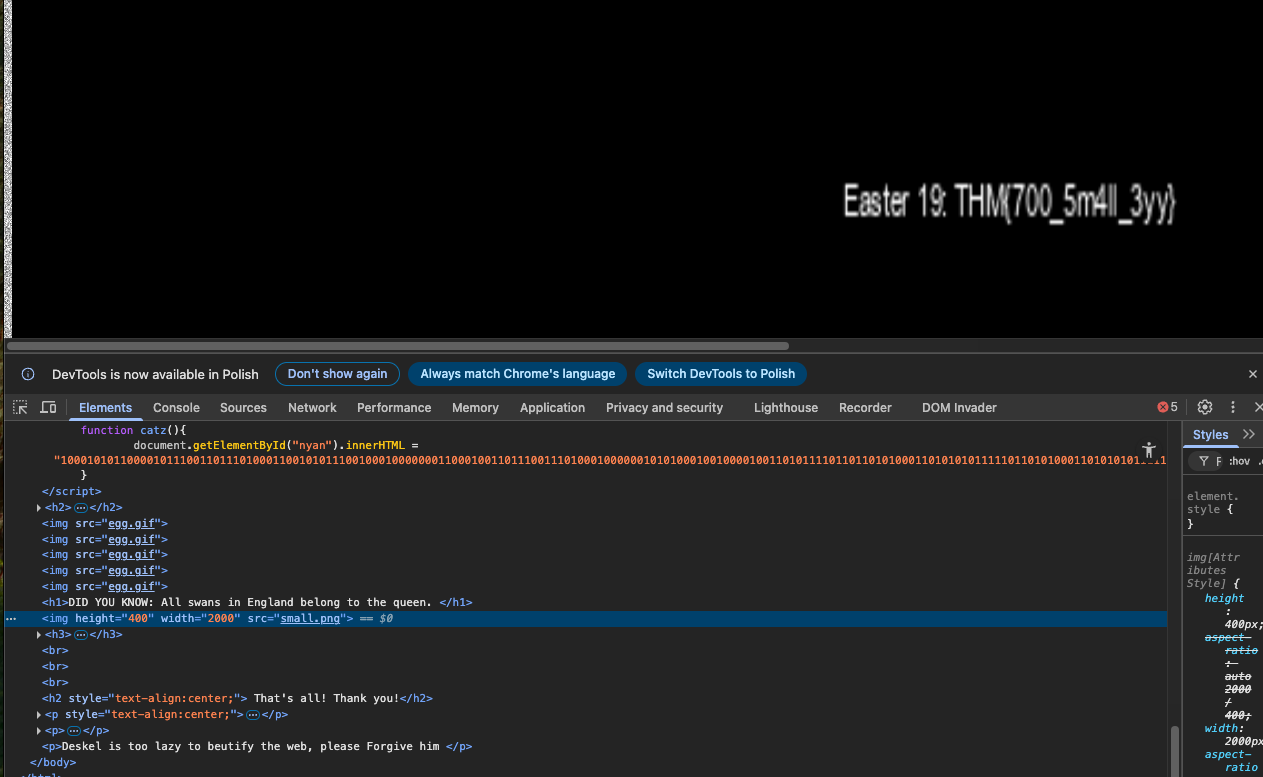 Easter 19: THM{700_5m4ll_3yy}
DevTools is now available in Polish Don't show again Always match Chrome's language Switch DevTools to Polish
Elements Console Sources Network Performance Memory Application Privacy and security Lighthouse Recorder DOM Invader 5
function catz(){
document.getElementById("nyan").innerHTML =
}
</script>
<h2>…</h2>
<img src="egg.gif">
<img src="egg.gif">
<img src="egg.gif">
<img src="egg.gif">
<img src="egg.gif">
<h1>DID YOU KNOW: All swans in England belong to the queen. </h1>
<img height="400" width="2000" src="small.png"> == $0
<h3>…</h3>
<br>
<br>
<br>
<h2 style="text-align:center;"> That's all! Thank you!</h2>
<p style="text-align:center;">…</p>
<p>…</p>
<p>Deskel is too lazy to beutify the web, please Forgive him </p>
</body>
Styles
F :hov
element.
style {
}
img[Attr
ibutes
Style] {
height
:
400px;
aspect-
ratio
:
auto
2000
/
400;
width:
2000px
aspect-
ratio